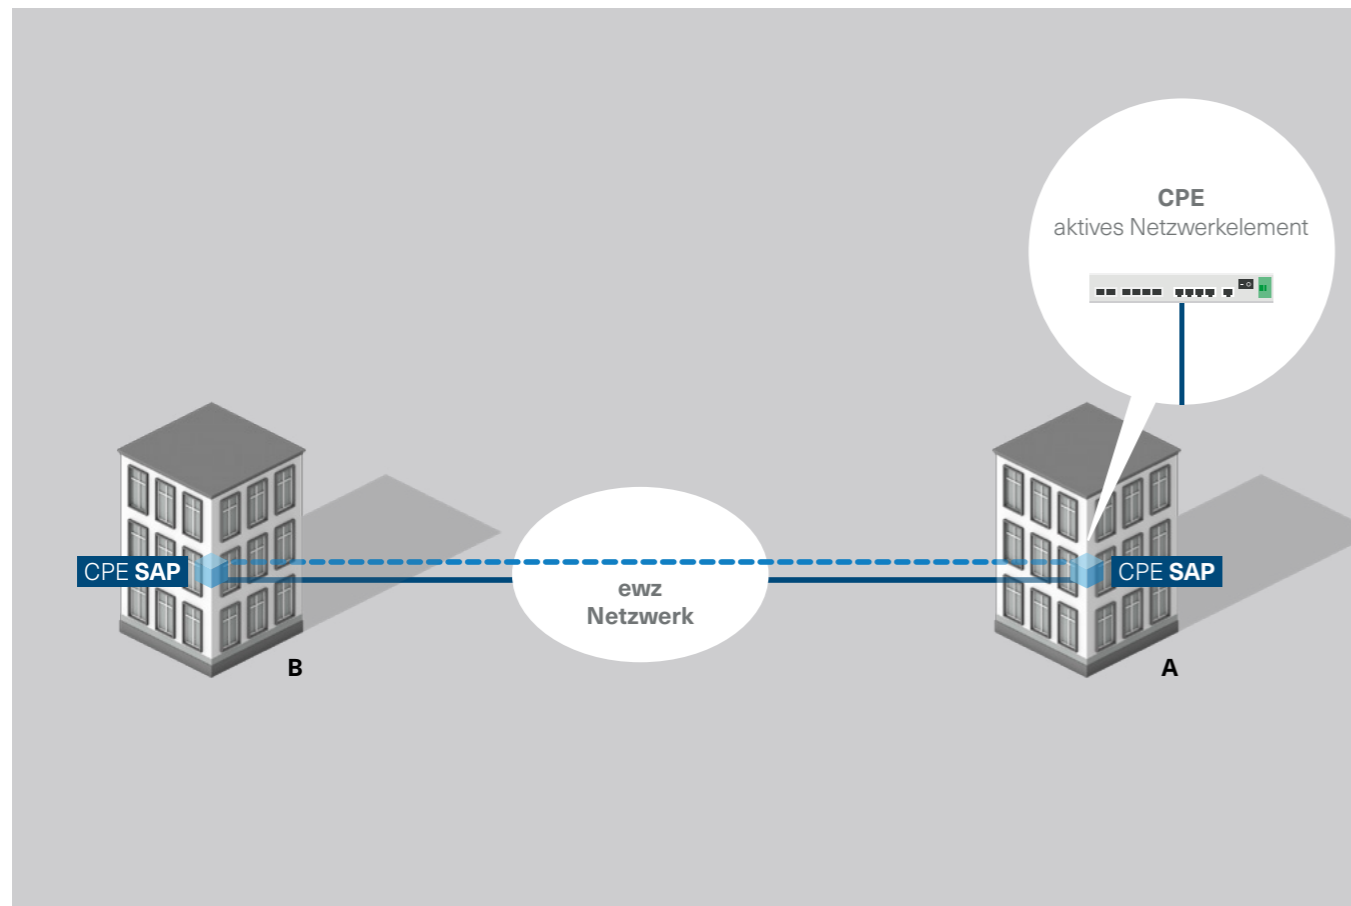 CPE
aktives Netzwerkelement
CPE SAP
ewz
Netzwerk
CPE SAP
B
A